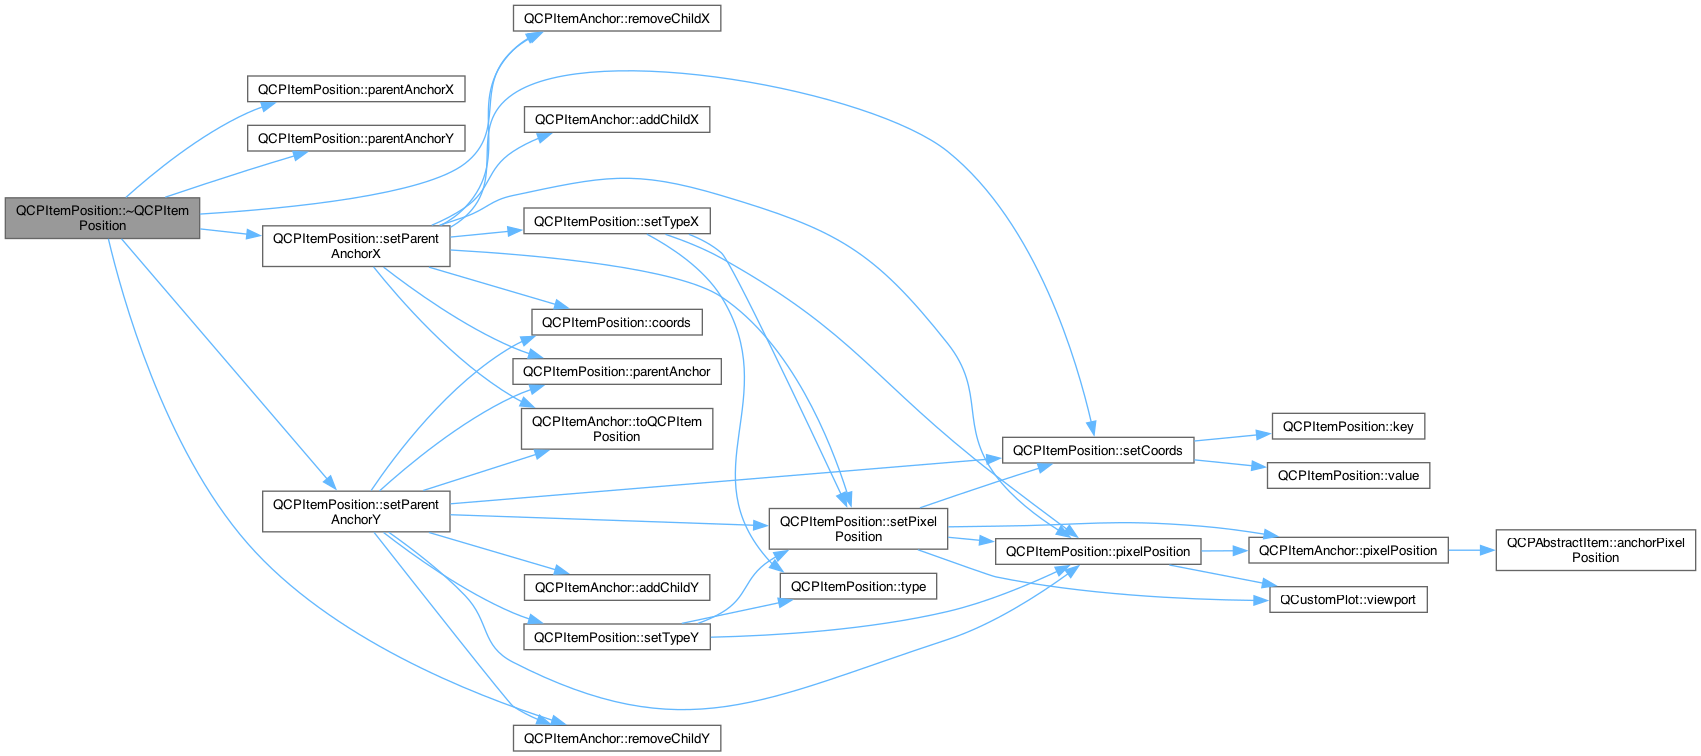 QCPItemPosition::~QCPItem
Position
QCPItemPosition::parentAnchorX
QCPItemPosition::parentAnchorY
QCPItemPosition::setParent
AnchorX
QCPItemPosition::setParent
AnchorY
QCPItemAnchor::removeChildX
QCPItemAnchor::addChildX
QCPItemPosition::setTypeX
QCPItemPosition::coords
QCPItemPosition::parentAnchor
QCPItemAnchor::toQCPItem
Position
QCPItemAnchor::addChildY
QCPItemPosition::setTypeY
QCPItemAnchor::removeChildY
QCPItemPosition::setPixel
Position
QCPItemPosition::type
QCPItemPosition::setCoords
QCPItemPosition::pixelPosition
QCPItemPosition::key
QCPItemPosition::value
QCPItemAnchor::pixelPosition
QCustomPlot::viewport
QCPAbstractItem::anchorPixel
Position